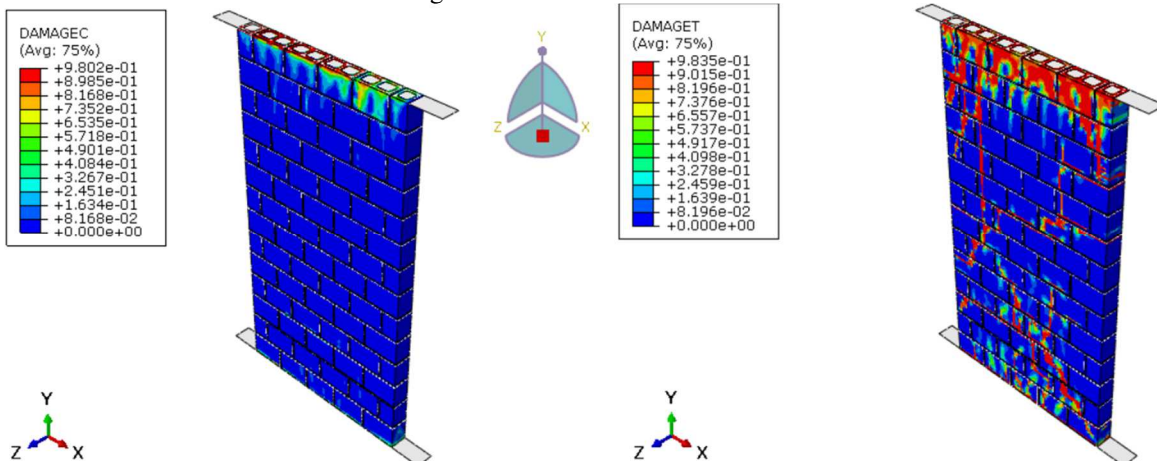 DAMAGEC
(Avg: 75%)
+9.802e-01
+8.985e-01
+8.168e-01
+7.352e-01
+6.535e-01
+5.718e-01
+4.901e-01
+4.084e-01
+3.267e-01
+2.451e-01
+1.634e-01
+8.168e-02
+0.000e+00
Y
Z
X
Y
Z
X
DAMAGET
(Avg: 75%)
+9.835e-01
+9.015e-01
+8.196e-01
+7.376e-01
+6.557e-01
+5.737e-01
+4.917e-01
+4.098e-01
+3.278e-01
+2.459e-01
+1.639e-01
+8.196e-02
+0.000e+00
Y
Z
X